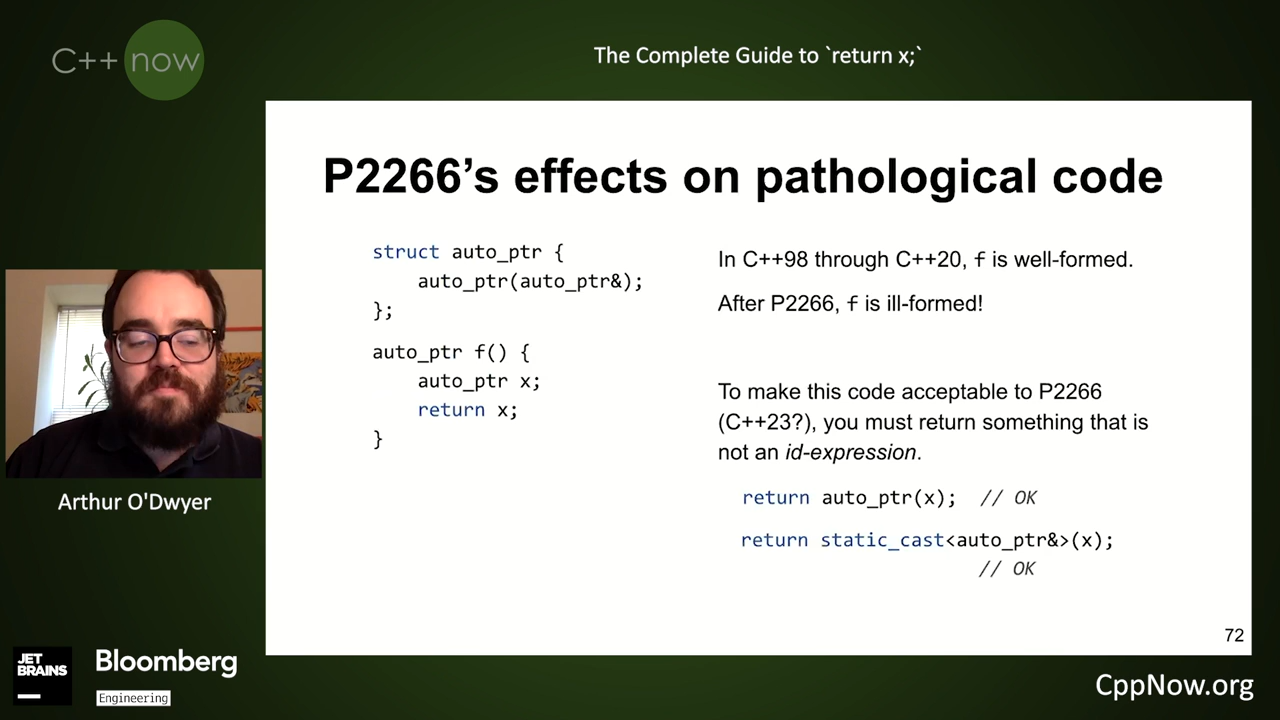 C++ now
The Complete Guide to `return x;`
P2266’s effects on pathological code
struct auto_ptr {
    auto_ptr(auto_ptr&);
};
auto_ptr f() {
    auto_ptr x;
    return x;
}
In C++98 through C++20, f is well-formed.
After P2266, f is ill-formed!
To make this code acceptable to P2266
(C++23?), you must return something that is
not an id-expression.
return auto_ptr(x);  // OK
return static_cast<auto_ptr&>(x);
// OK
72
Arthur O'Dwyer
JET
BRAINS
Bloomberg
Engineering
CppNow.org